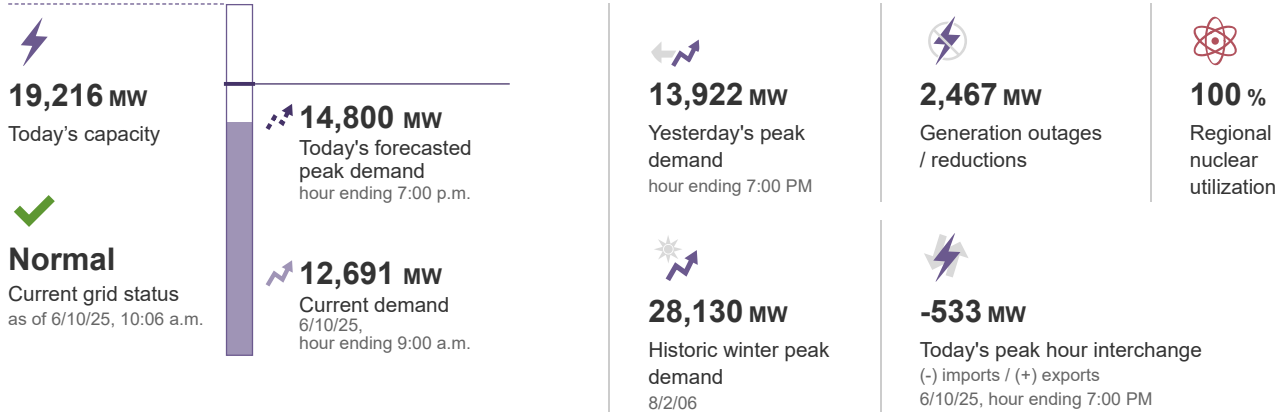 19,216 MW
Today's capacity
Normal
Current grid status
as of 6/10/25, 10:06 a.m.
14,800 MW
Today's forecasted
peak demand
hour ending 7:00 p.m.
12,691 MW
Current demand
6/10/25,
hour ending 9:00 a.m.
13,922 MW
Yesterday's peak
demand
hour ending 7:00 PM
2,467 MW
Generation outages
/ reductions
100 %
Regional
nuclear
utilization
28,130 MW
Historic winter peak
demand
8/2/06
-533 MW
Today's peak hour interchange
(-) imports / (+) exports
6/10/25, hour ending 7:00 PM